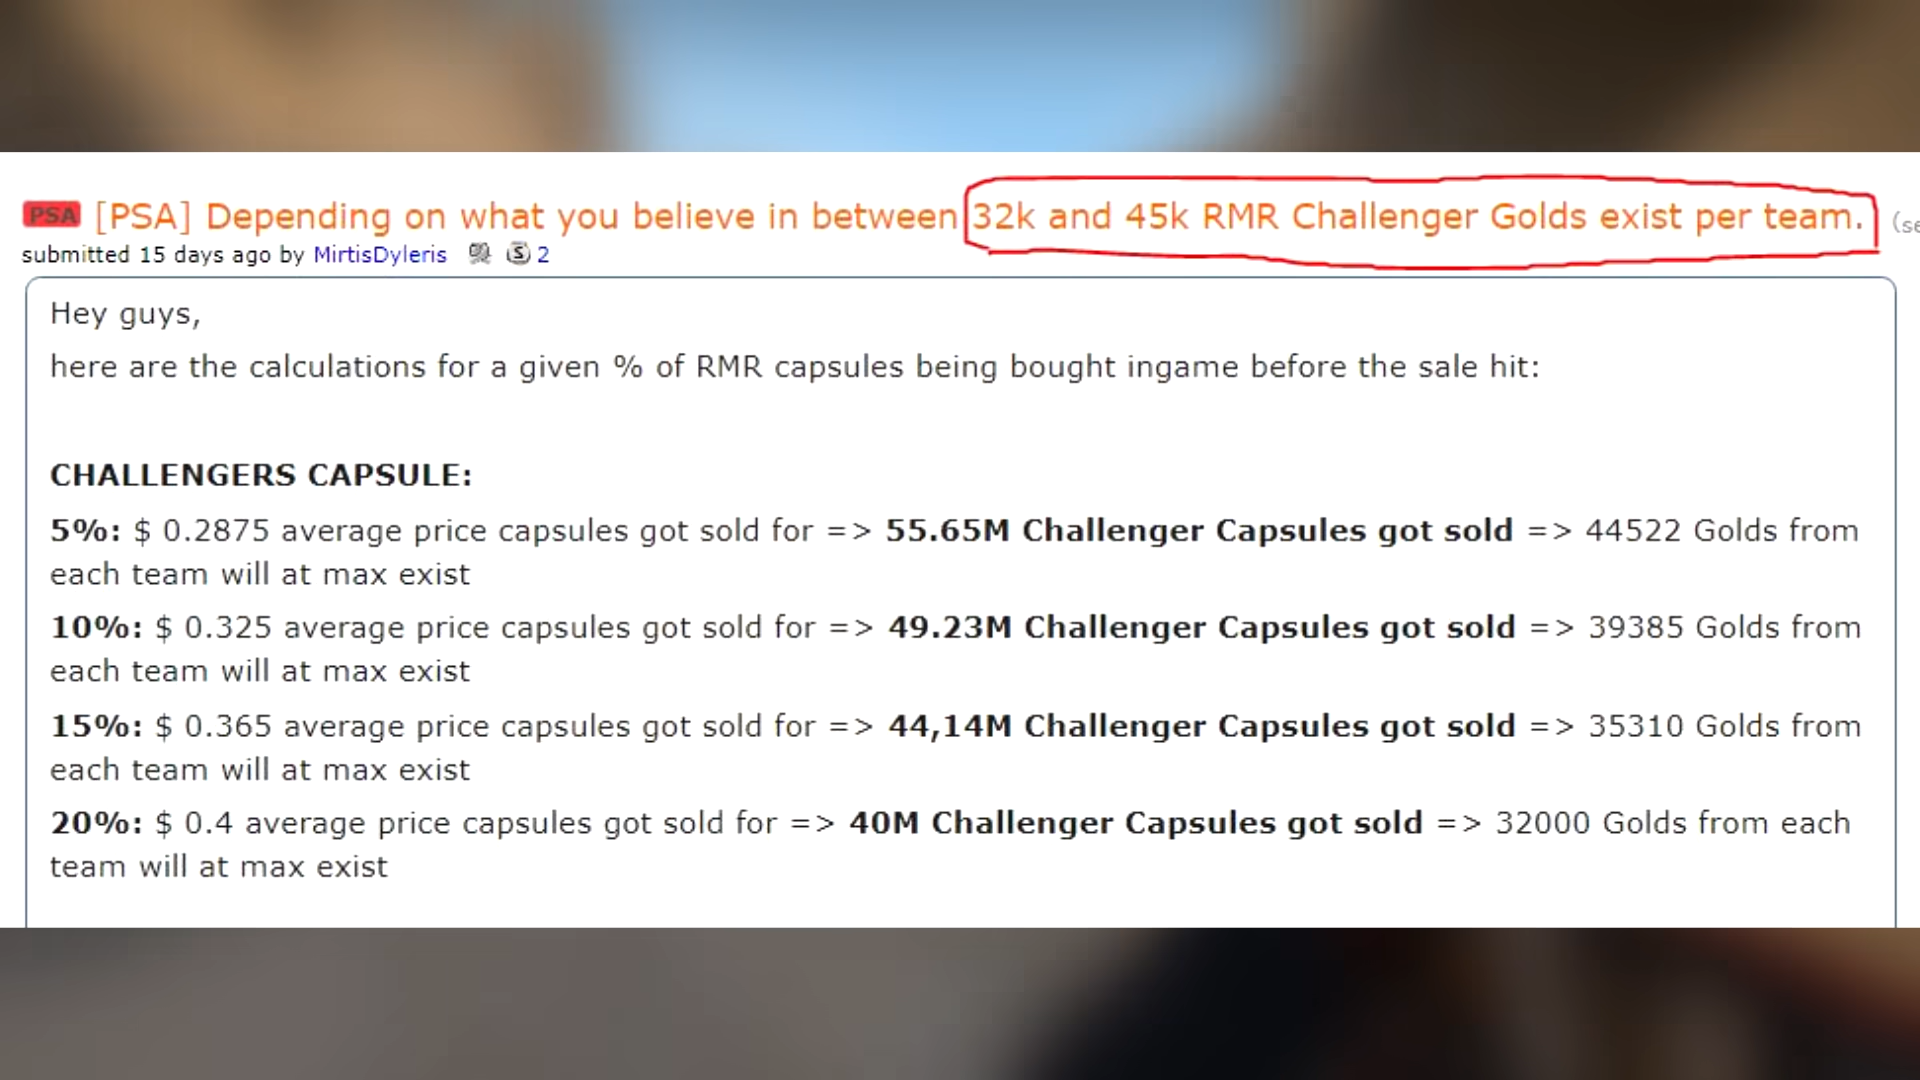 PSA [PSA] Depending on what you believe in between 32k and 45k RMR Challenger Golds exist per team. (se
submitted 15 days ago by MirtisDyleris S 2
Hey guys,
here are the calculations for a given % of RMR capsules being bought ingame before the sale hit:
CHALLENGERS CAPSULE:
5%: $ 0.2875 average price capsules got sold for => 55.65M Challenger Capsules got sold => 44522 Golds from
each team will at max exist
10%: $ 0.325 average price capsules got sold for => 49.23M Challenger Capsules got sold => 39385 Golds from
each team will at max exist
15%: $ 0.365 average price capsules got sold for => 44,14M Challenger Capsules got sold => 35310 Golds from
each team will at max exist
20%: $ 0.4 average price capsules got sold for => 40M Challenger Capsules got sold => 32000 Golds from each
team will at max exist